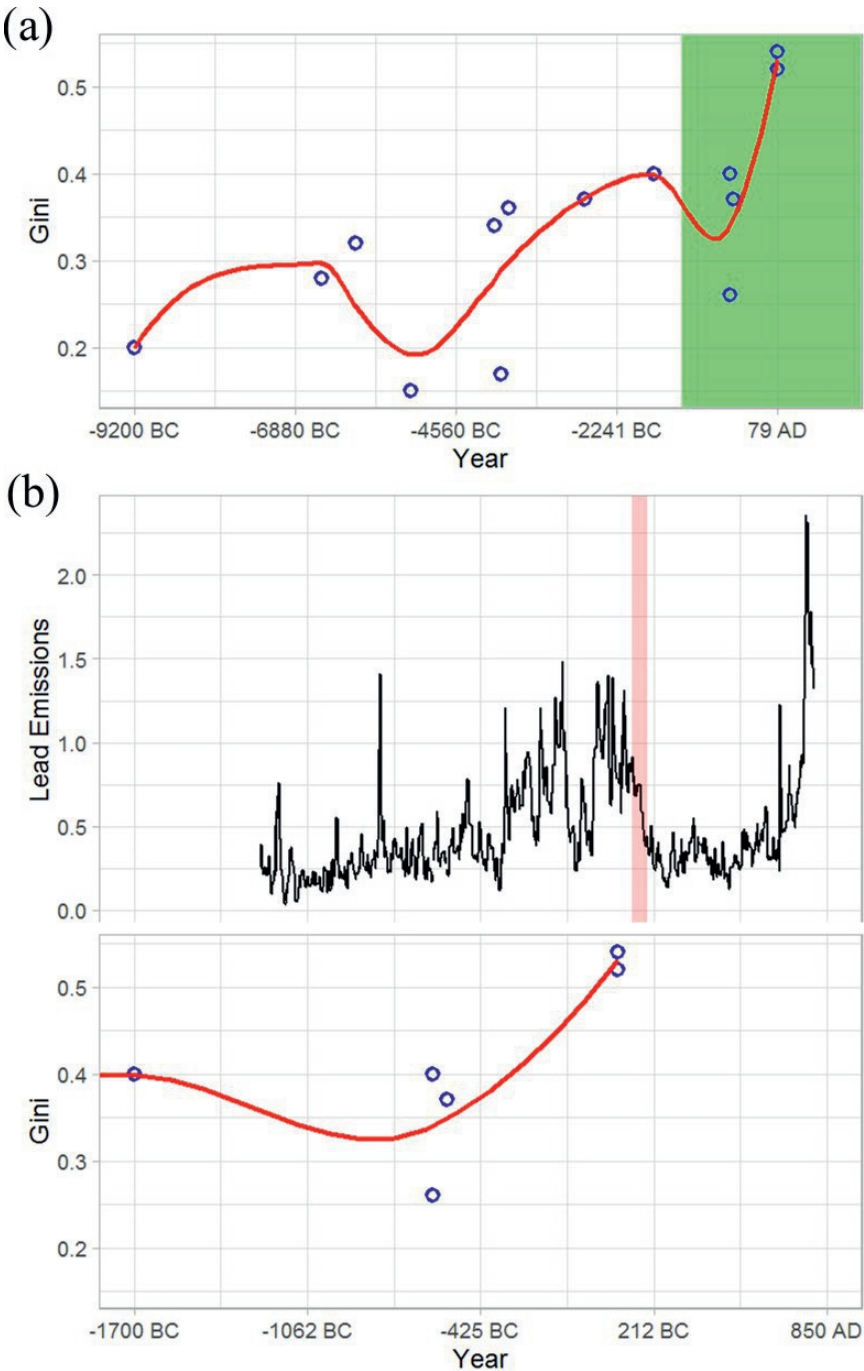 (a)
0.5
0.4
Gini
0.3
0.2
-9200 BC -6880 BC -4560 BC -2241 BC 79 AD
Year
(b)
2.0
1.5
Lead Emissions
1.0
0.5
0.0
0.5
0.4
Gini
0.3
0.2
-1700 BC -1062 BC -425 BC 212 BC 850 AD
Year